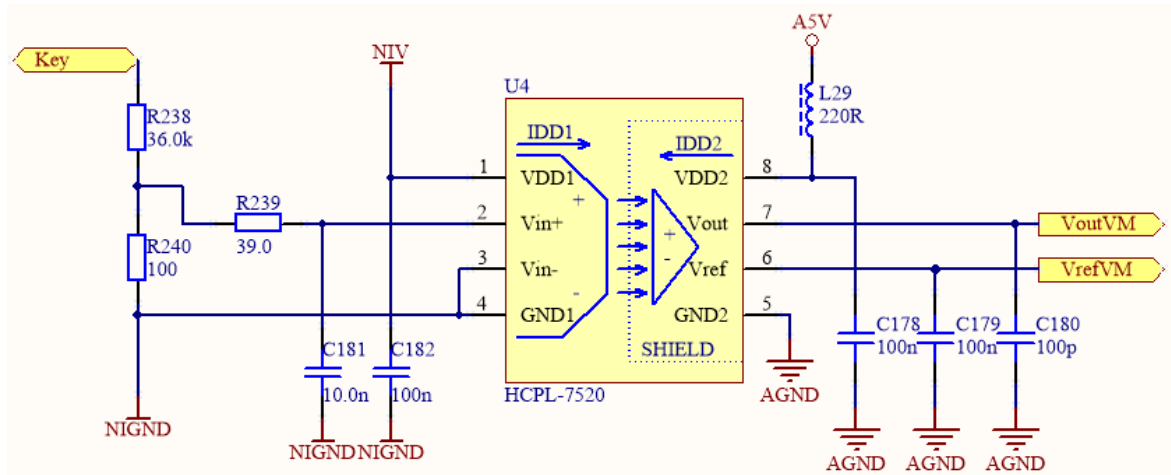 A5V
Key
NIV
U4
R238
36.0k
L29
220R
IDD1
IDD2
1
VDD1
VDD2
8
R239
39.0
2
Vin+
+
Vout
7
VoutVM
R240
100
3
Vin-
+
-
Vref
6
VrefVM
4
GND1
-
GND2
5
C181
10.0n
C182
100n
SHIELD
C178
100n
C179
100n
C180
100p
HCPL-7520
AGND
NIGND
NIGND
NIGND
AGND
AGND
AGND